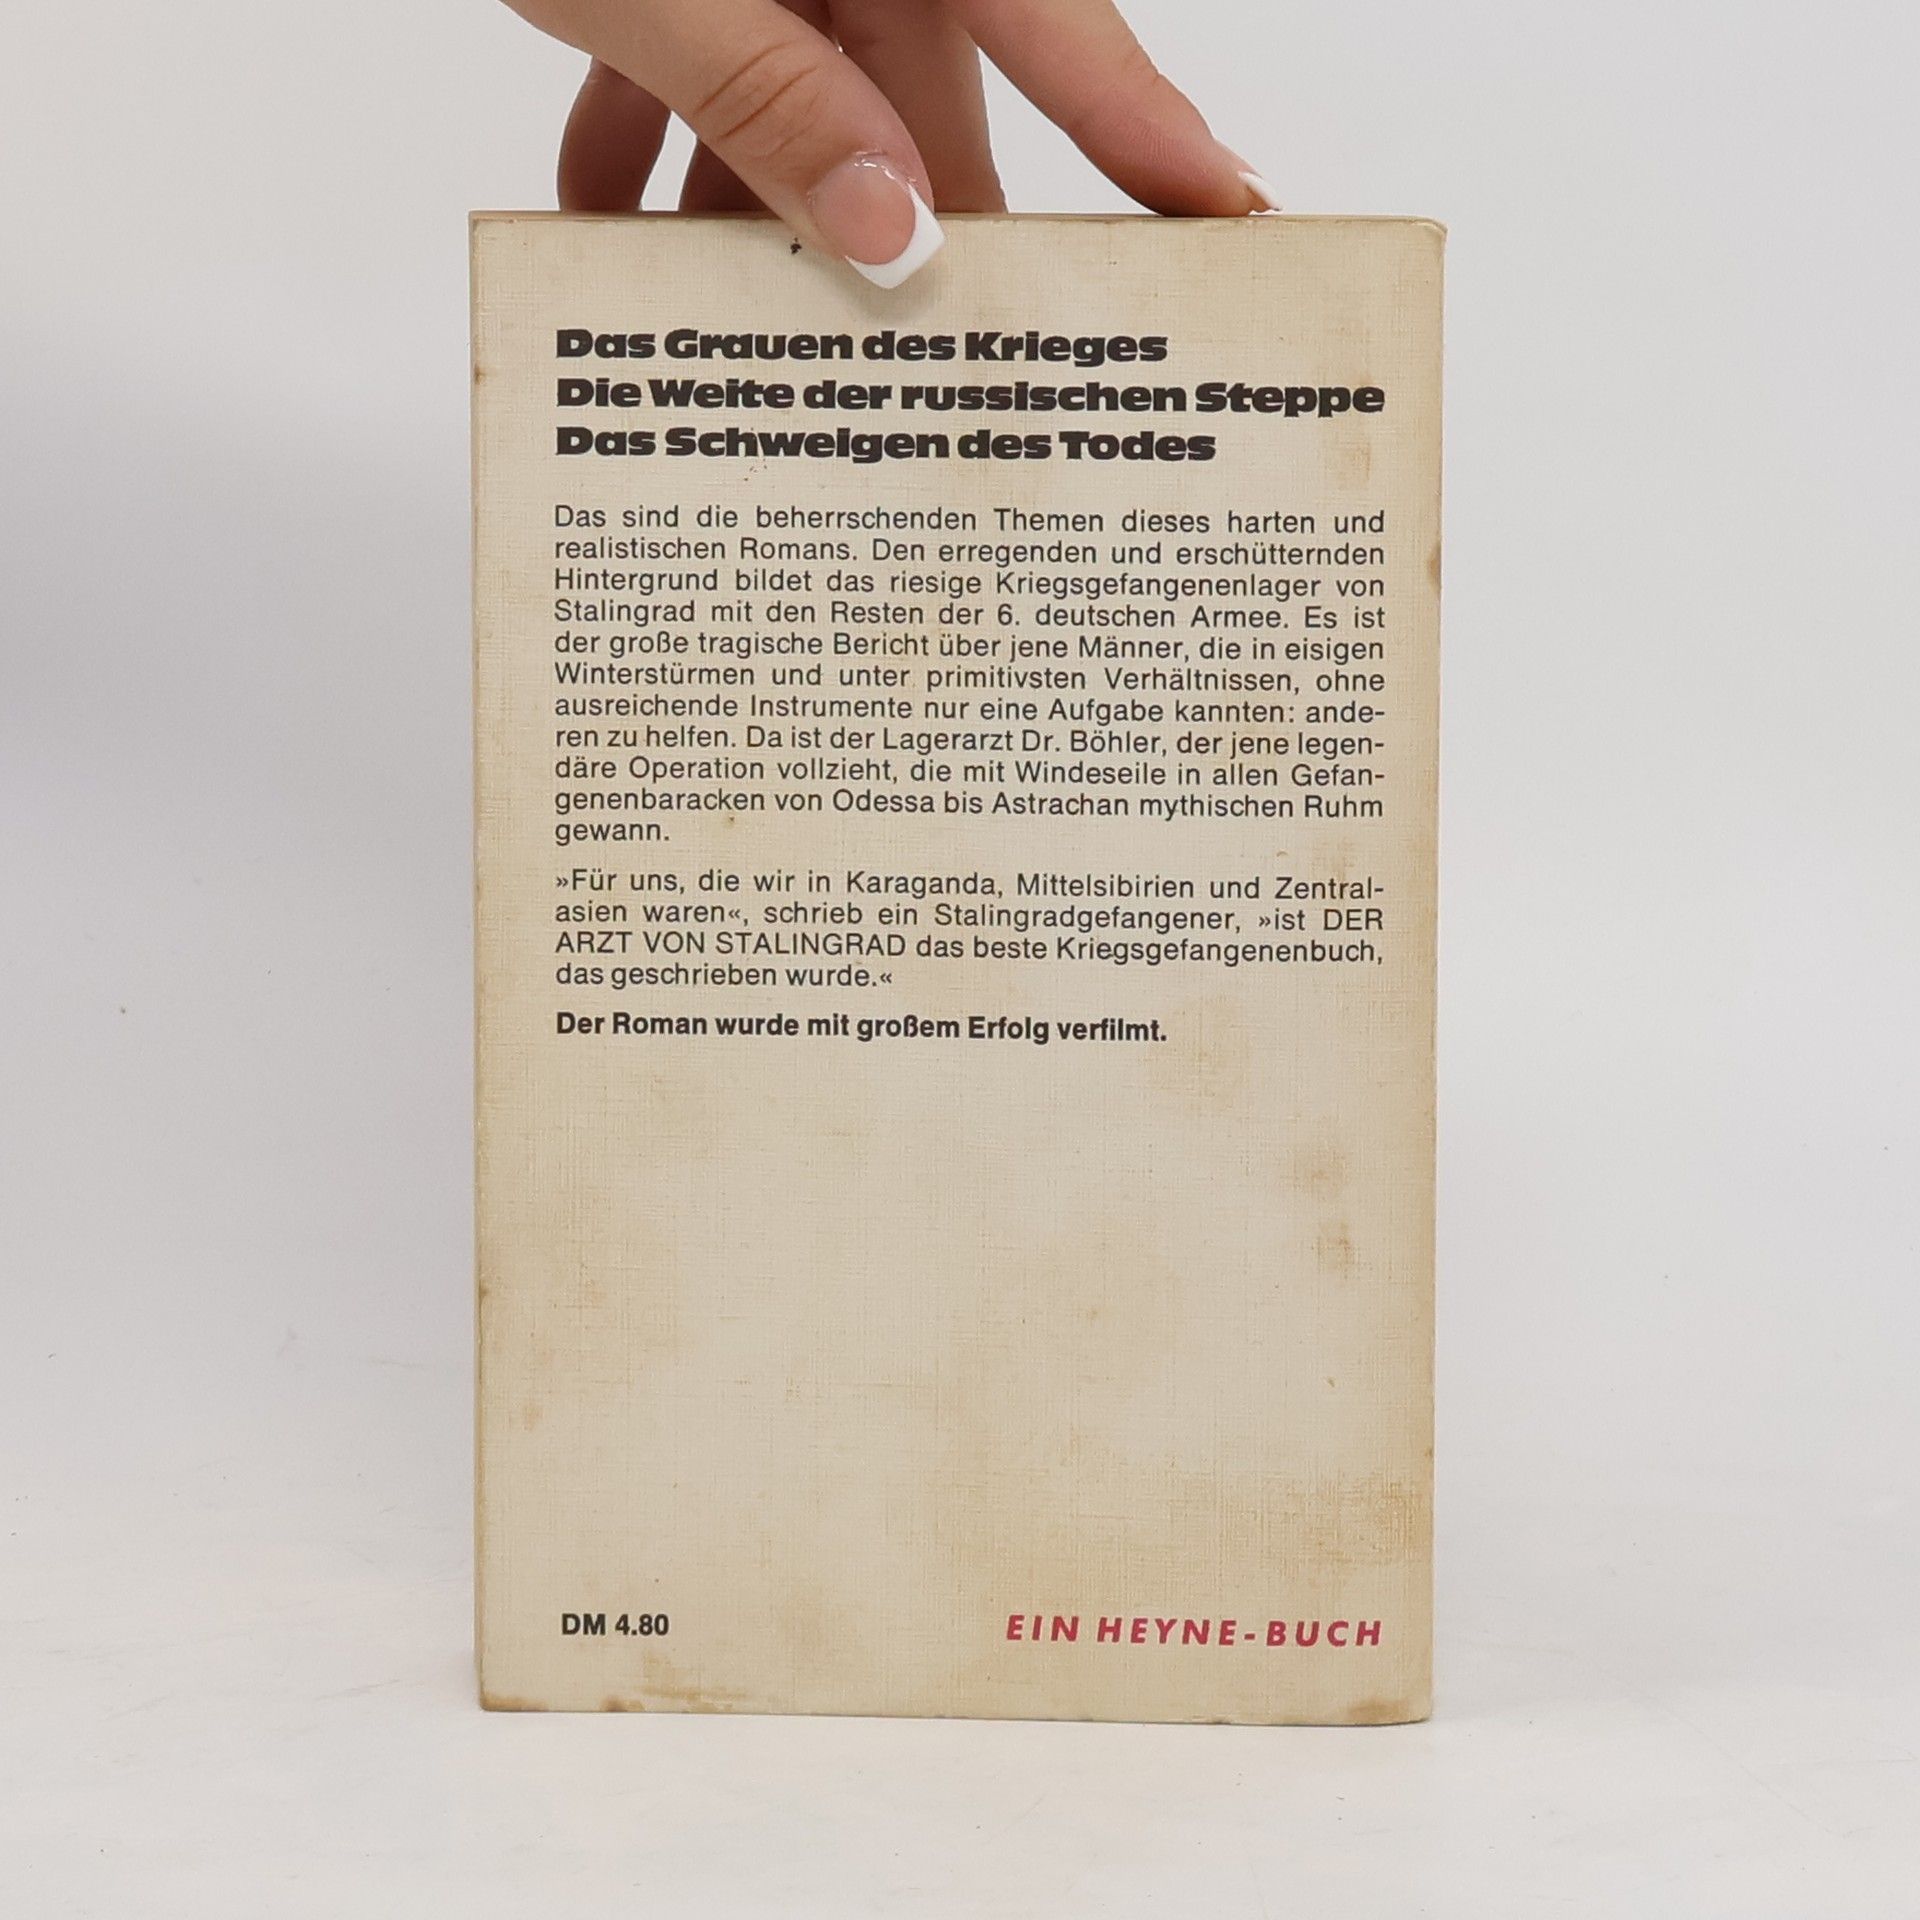 Das Grauen des Krieges
Die Weite der russischen Steppe
Das Schweigen des Todes
Das sind die beherrschenden Themen dieses harten und
realistischen Romans. Den erregenden und erschütternden
Hintergrund bildet das riesige Kriegsgefangenenlager von
Stalingrad mit den Resten der 6. deutschen Armee. Es ist
der große tragische Bericht über jene Männer, die in eisigen
Winterstürmen und unter primitivsten Verhältnissen, ohne
ausreichende Instrumente nur eine Aufgabe kannten: ande-
ren zu helfen. Da ist der Lagerarzt Dr. Böhler, der jene legen-
däre Operation vollzieht, die mit Windeseile in allen Gefan-
genenbaracken von Odessa bis Astrachan mythischen Ruhm
gewann.
»Für uns, die wir in Karaganda, Mittelsibirien und Zentral-
asien waren«, schrieb ein Stalingradgefangener, »ist DER
ARZT VON STALINGRAD das beste Kriegsgefangenenbuch,
das geschrieben wurde.«
Der Roman wurde mit großem Erfolg verfilmt.
DM 4.80
EIN HEYNE-BUCH